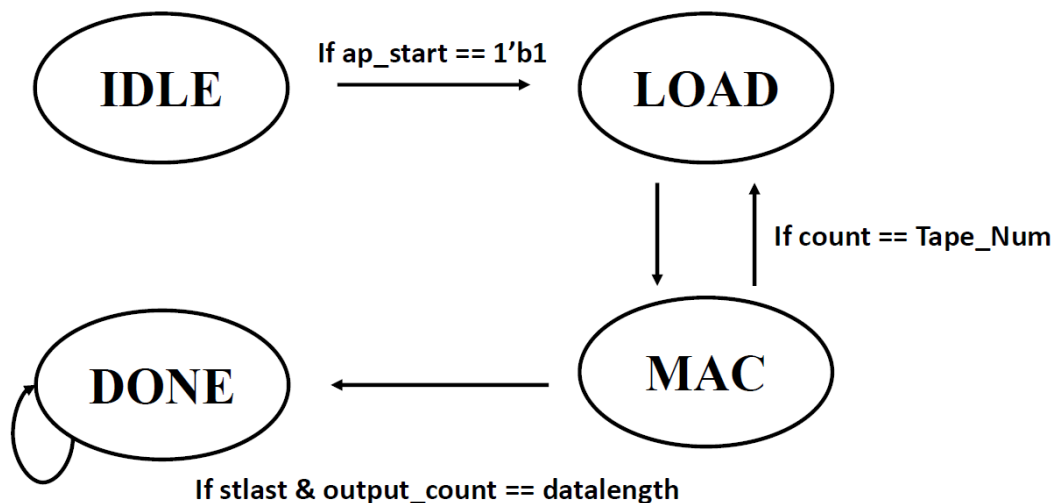 If ap_start == 1’b1
IDLE
LOAD
If count == Tape_Num
DONE
MAC
If stlast & output_count == datalength